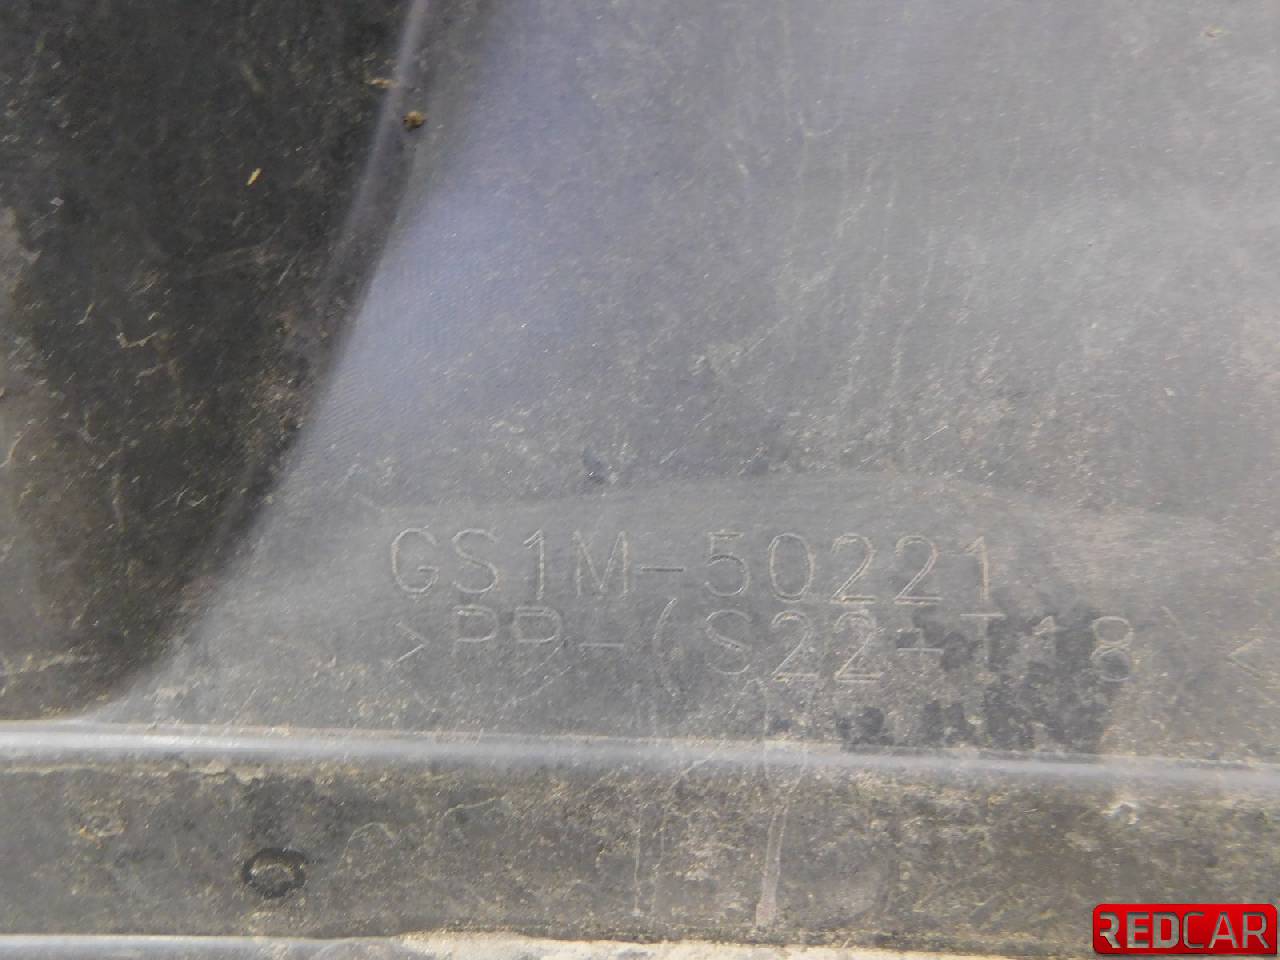 GS1M-50221
>PP-(S22-T18)<
REDCAR